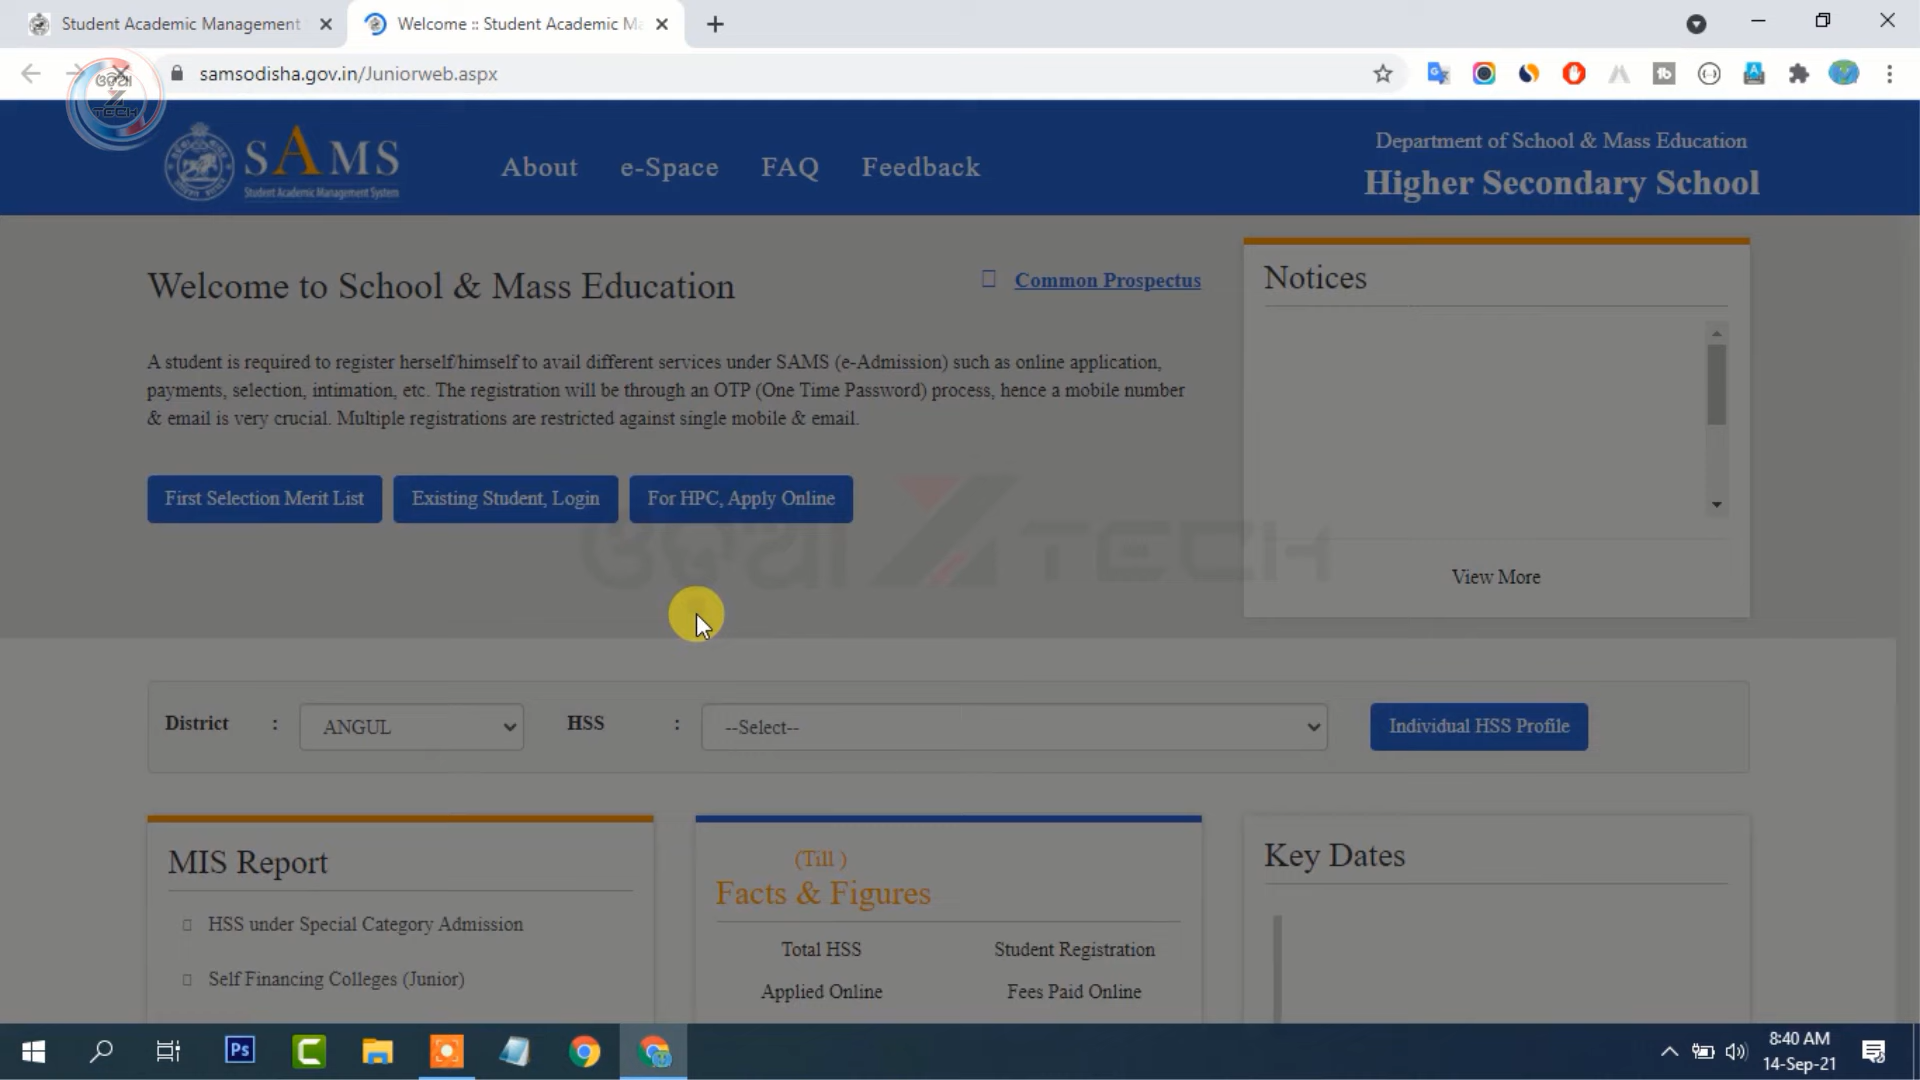 Student Academic Management
Welcome :: Student Academic Ma
samsodisha.gov.in/Juniorweb.aspx
ଓଡ଼ିଆ
Z
TECH
SAMS
Student Academic Management System
About
e-Space
FAQ
Feedback
Department of School & Mass Education
Higher Secondary School
Welcome to School & Mass Education
Common Prospectus
Notices
A student is required to register herself/himself to avail different services under SAMS (e-Admission) such as online application,
payments, selection, intimation, etc. The registration will be through an OTP (One Time Password) process, hence a mobile number
& email is very crucial. Multiple registrations are restricted against single mobile & email.
First Selection Merit List
Existing Student, Login
For HPC, Apply Online
ଓଡ଼ିଆ Z TECH
View More
District :
ANGUL
HSS :
--Select--
Individual HSS Profile
MIS Report
HSS under Special Category Admission
Self Financing Colleges (Junior)
(Till )
Facts & Figures
Total HSS
Student Registration
Applied Online
Fees Paid Online
Key Dates
Ps
8:40 AM
14-Sep-21